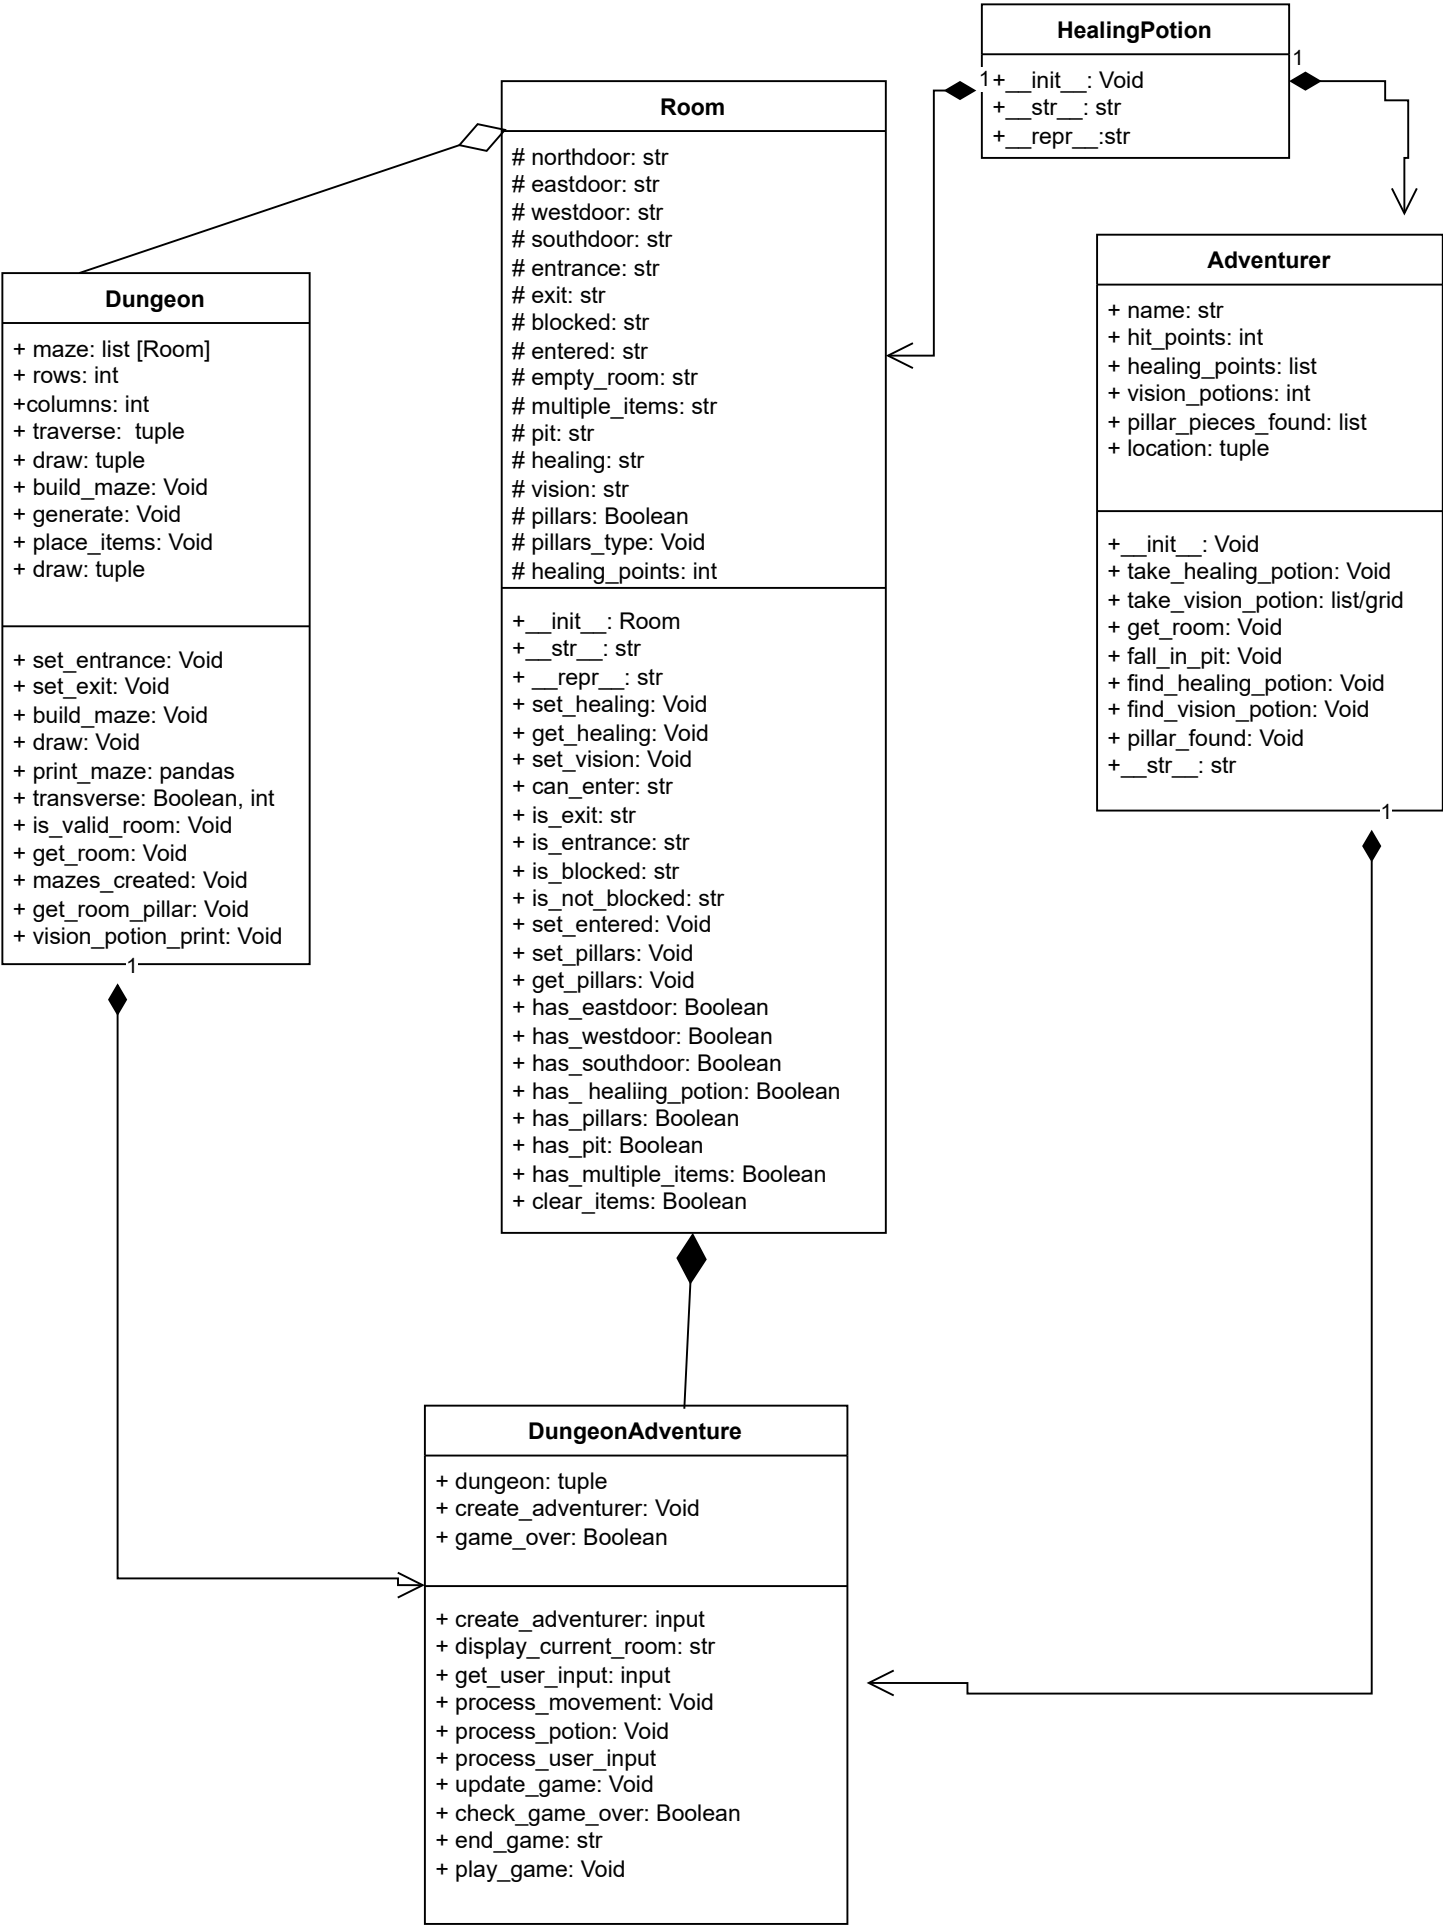 HealingPotion
1
1
+__init__: Void
+__str__: str
+__repr__:str
Room
# northdoor: str
# eastdoor: str
# westdoor: str
# southdoor: str
# entrance: str
# exit: str
# blocked: str
# entered: str
# empty_room: str
# multiple_items: str
# pit: str
# healing: str
# vision: str
# pillars: Boolean
# pillars_type: Void
# healing_points: int
+__init__: Room
+__str__: str
+ __repr__: str
+ set_healing: Void
+ get_healing: Void
+ set_vision: Void
+ can_enter: str
+ is_exit: str
+ is_entrance: str
+ is_blocked: str
+ is_not_blocked: str
+ set_entered: Void
+ set_pillars: Void
+ get_pillars: Void
+ has_eastdoor: Boolean
+ has_westdoor: Boolean
+ has_southdoor: Boolean
+ has_ healiing_potion: Boolean
+ has_pillars: Boolean
+ has_pit: Boolean
+ has_multiple_items: Boolean
+ clear_items: Boolean
Adventurer
+ name: str
+ hit_points: int
+ healing_points: list
+ vision_potions: int
+ pillar_pieces_found: list
+ location: tuple
+__init__: Void
+ take_healing_potion: Void
+ take_vision_potion: list/grid
+ get_room: Void
+ fall_in_pit: Void
+ find_healing_potion: Void
+ find_vision_potion: Void
+ pillar_found: Void
+__str__: str
1
Dungeon
+ maze: list [Room]
+ rows: int
+columns: int
+ traverse:  tuple
+ draw: tuple
+ build_maze: Void
+ generate: Void
+ place_items: Void
+ draw: tuple
+ set_entrance: Void
+ set_exit: Void
+ build_maze: Void
+ draw: Void
+ print_maze: pandas
+ transverse: Boolean, int
+ is_valid_room: Void
+ get_room: Void
+ mazes_created: Void
+ get_room_pillar: Void
+ vision_potion_print: Void
1
DungeonAdventure
+ dungeon: tuple
+ create_adventurer: Void
+ game_over: Boolean
+ create_adventurer: input
+ display_current_room: str
+ get_user_input: input
+ process_movement: Void
+ process_potion: Void
+ process_user_input
+ update_game: Void
+ check_game_over: Boolean
+ end_game: str
+ play_game: Void